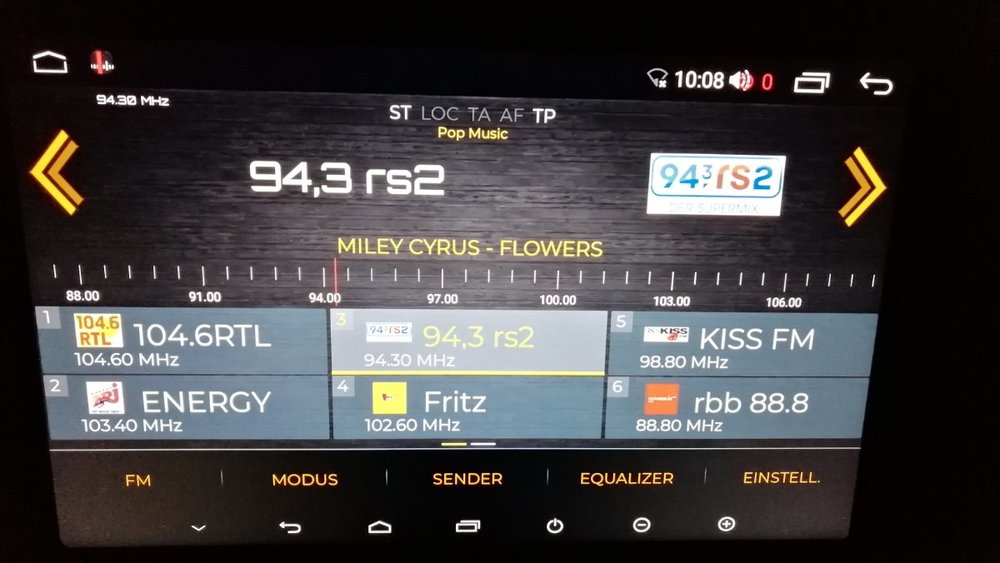 10:08 0
94.30 MHz
ST LOC TA AF TP
Pop Music
94,3 rs2
94,3 rs2
DER SUPERMIX
MILEY CYRUS - FLOWERS
88.00 91.00 94.00 97.00 100.00 103.00 106.00
1 104.6 RTL 104.6RTL
104.60 MHz
3 94,3 rs2 94,3 rs2
94.30 MHz
5 KISS KISS FM
98.80 MHz
2 NRJ ENERGY
103.40 MHz
4 Fritz
102.60 MHz
6 rbb 88.8
88.80 MHz
FM MODUS SENDER EQUALIZER EINSTELL.